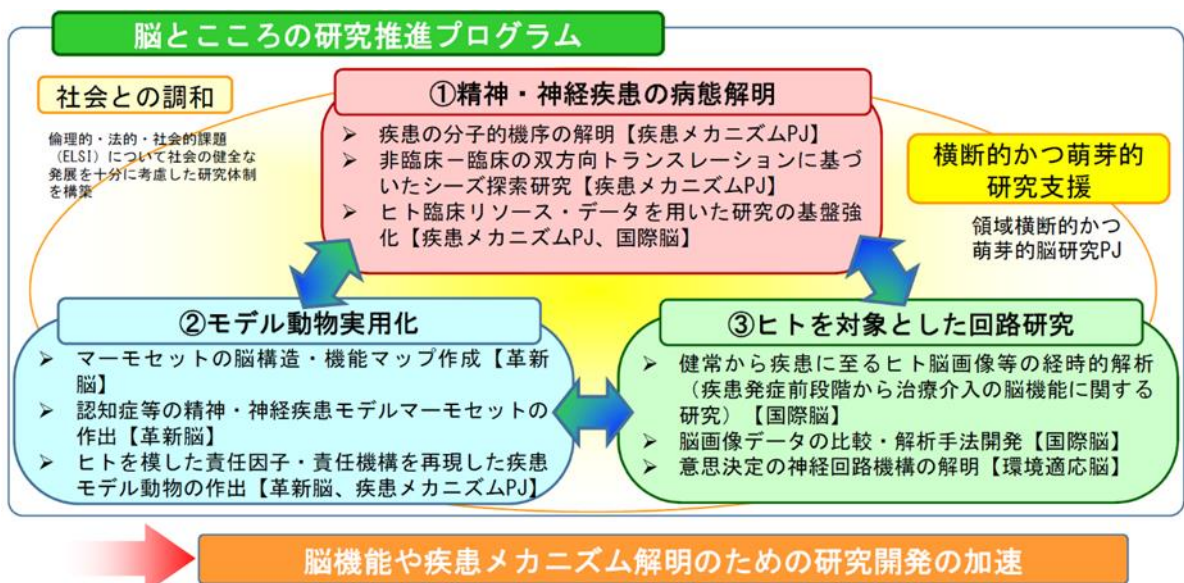 脳とこころの研究推進プログラム
社会との調和
倫理的・法的・社会的課題
（ELSI）について社会の健全な
発展を十分に考慮した研究体制
を構築
①精神・神経疾患の病態解明
➢ 疾患の分子的機序の解明【疾患メカニズムPJ】
➢ 非臨床－臨床の双方向トランスレーションに基づ
いたシーズ探索研究【疾患メカニズムPJ】
➢ ヒト臨床リソース・データを用いた研究の基盤強
化【疾患メカニズムPJ、国際脳】
横断的かつ萌芽的
研究支援
領域横断的かつ
萌芽的脳研究PJ
②モデル動物実用化
➢ マーモセットの脳構造・機能マップ作成【革新
脳】
➢ 認知症等の精神・神経疾患モデルマーモセットの
作出【革新脳】
➢ ヒトを模した責任因子・責任機構を再現した疾患
モデル動物の作出【革新脳、疾患メカニズムPJ】
③ヒトを対象とした回路研究
➢ 健常から疾患に至るヒト脳画像等の経時的解析
（疾患発症前段階から治療介入の脳機能に関する
研究）【国際脳】
➢ 脳画像データの比較・解析手法開発【国際脳】
➢ 意思決定の神経回路機構の解明【環境適応脳】
脳機能や疾患メカニズム解明のための研究開発の加速